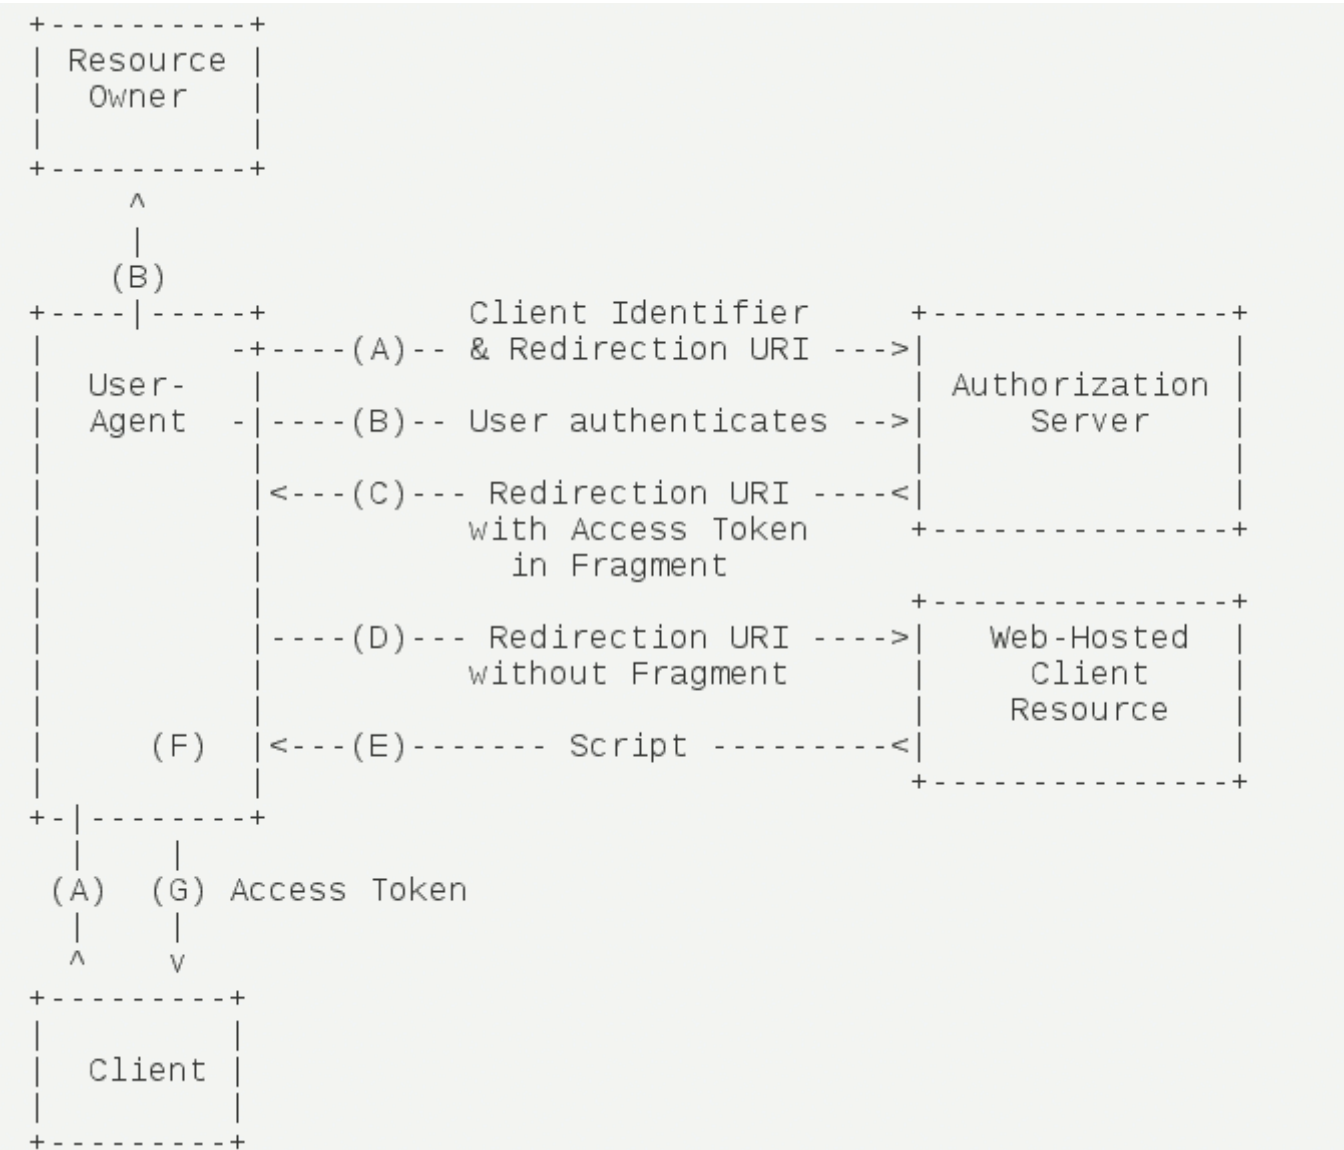 +----------+
| Resource |
|  Owner   |
|          |
+----------+
     ^
     |
    (B)
+----|-----+          Client Identifier     +---------------+
|         -+----(A)-- & Redirection URI --->|               |
|  User-   |                                | Authorization |
|  Agent  -|----(B)-- User authenticates -->|     Server    |
|          |                                |               |
|          |<---(C)--- Redirection URI ----<|               |
|          |          with Access Token     +---------------+
|          |            in Fragment
|          |                                +---------------+
|          |----(D)--- Redirection URI ---->|   Web-Hosted  |
|          |          without Fragment      |     Client    |
|          |                                |    Resource   |
|     (F)  |<---(E)------- Script ---------<|               |
|          |                                +---------------+
+-|--------+
  |    |
 (A)  (G) Access Token
  |    |
  ^    v
+---------+
|         |
|  Client |
|         |
+---------+